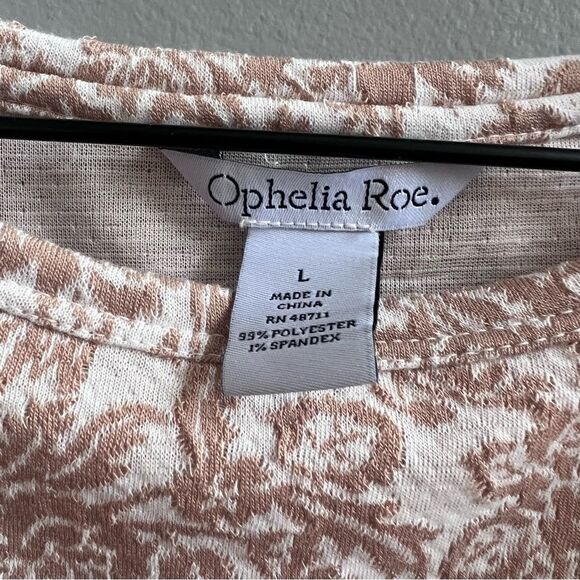 Ophelia Roe.
L
MADE IN
CHINA
RN 48711
99% POLYESTER
1% SPANDEX